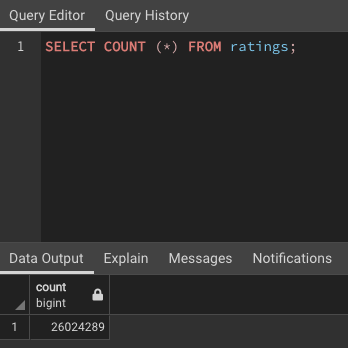 Query Editor Query History
1 SELECT COUNT (*) FROM ratings;
Data Output Explain Messages Notifications
count
bigint
1 26024289